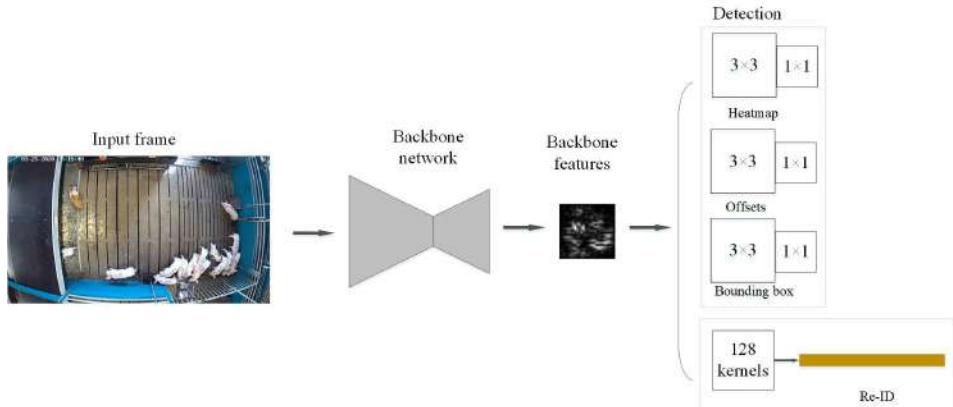 Detection
3×3
1×1
Heatmap
Input frame
Backbone
network
Backbone
features
3×3
1×1
Offsets
3×3
1×1
Bounding box
128
kernels
Re-ID